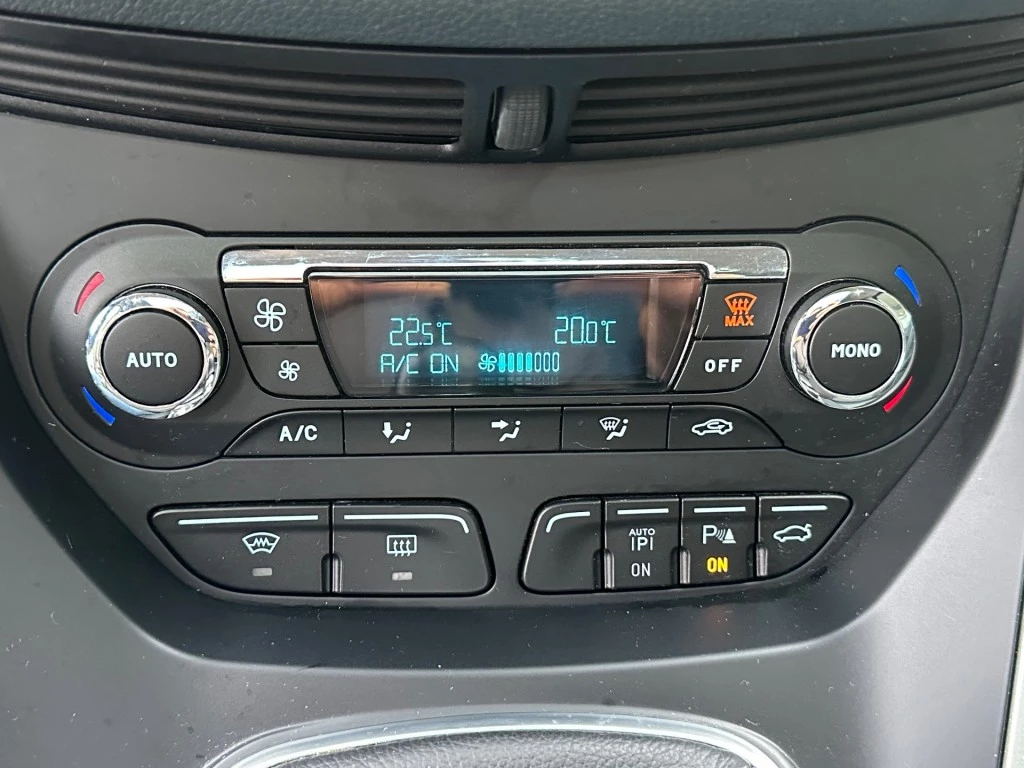 22.5°C 20.0°C
MAX
AUTO
A/C ON
OFF
MONO
A/C
AUTO
P
ON
P
ON